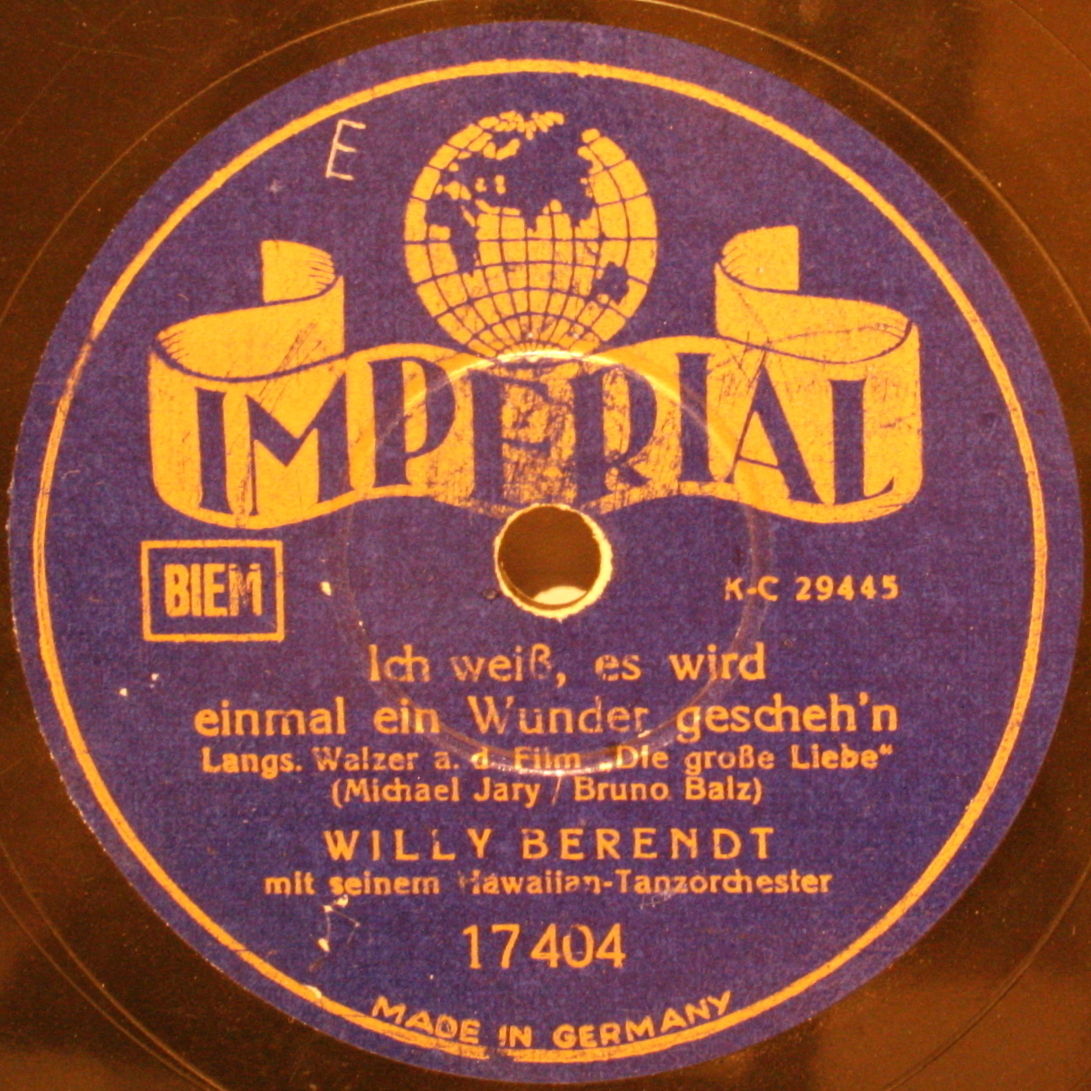 E
IMPERIAL
BIEM
K-C 29445
Ich weiß, es wird
einmal ein Wunder gescheh'n
Langs. Walzer a. d. Film „Die große Liebe“
(Michael Jary / Bruno Balz)
WILLY BERENDT
mit seinem Hawaiian-Tanzorchester
17404
MADE IN GERMANY